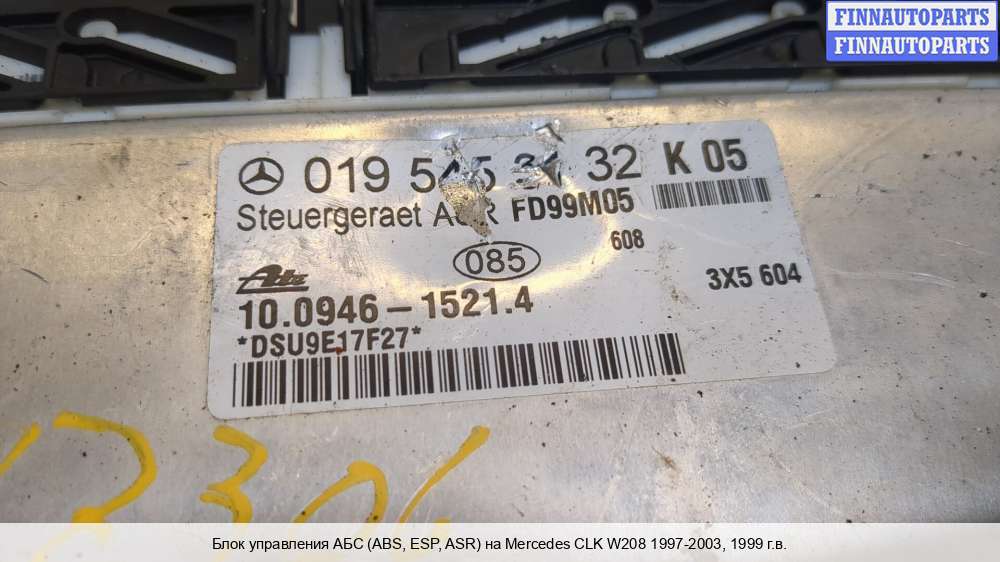 FINNAUTOPARTS
FINNAUTOPARTS
019 32 K 05
Steuergeraet FD99M05
608
085
Ate
3X5 604
10.0946-1521.4
*DSU9E17F27*
Блок управления АБС (ABS, ESP, ASR) на Mercedes CLK W208 1997-2003, 1999 г.в.